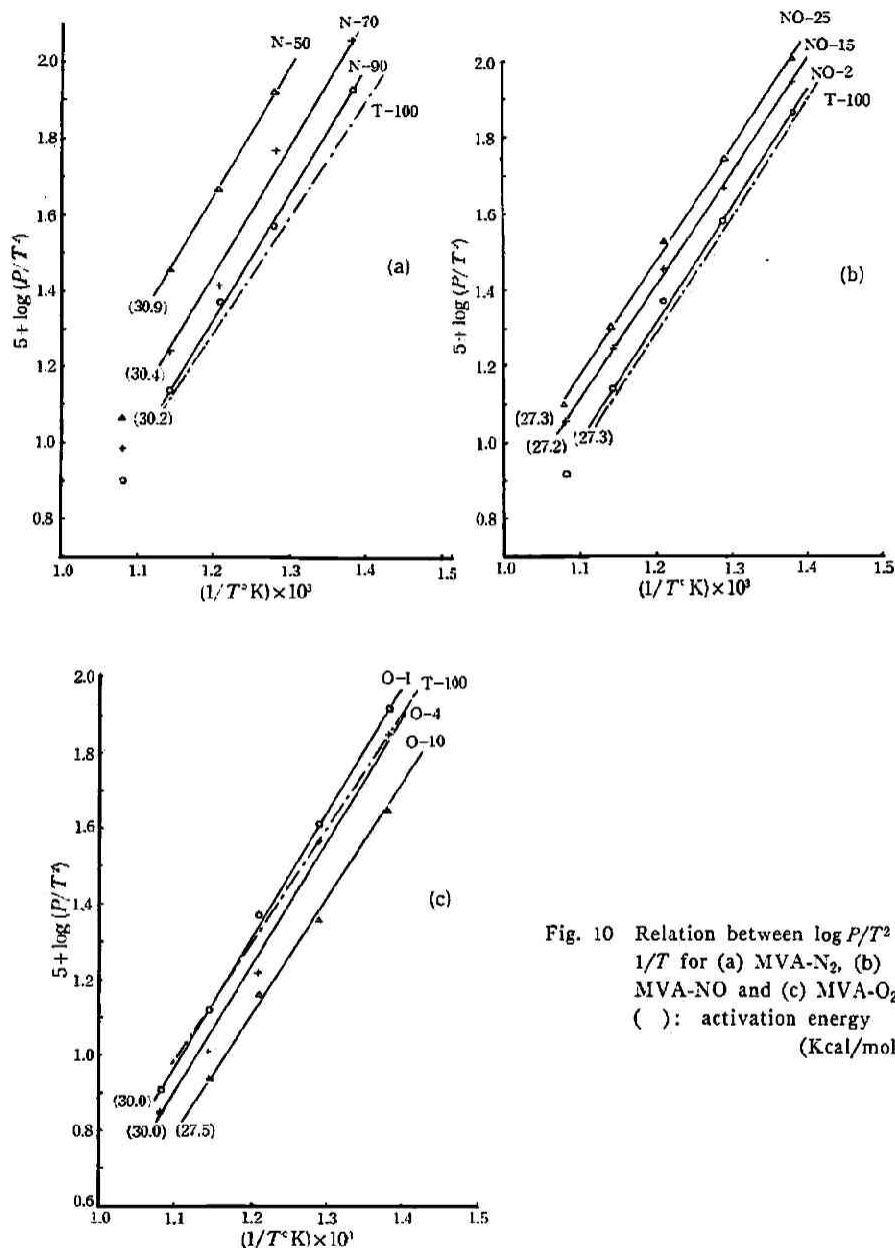 N-50
N-70
N-90
T-100
2.0
1.8
1.6
1.4
1.2
1.0
0.8
5+log (P/T²)
(a)
(30.9)
(30.4)
(30.2)
1.0
1.1
1.2
1.3
1.4
1.5
(1/T°K)×10³
NO-25
NO-15
NO-2
T-100
2.0
1.8
1.6
1.4
1.2
1.0
0.8
5+log (P/T²)
(b)
(27.3)
(27.2)
(27.3)
1.0
1.1
1.2
1.3
1.4
1.5
(1/T°K)×10³
O-1
T-100
O-4
O-10
2.0
1.8
1.6
1.4
1.2
1.0
0.8
0.6
5+log (P/T²)
(c)
(30.0)
(30.0)
(27.5)
1.0
1.1
1.2
1.3
1.4
1.5
(1/T°K)×10³
Fig. 10 Relation between log P/T²
1/T for (a) MVA-N₂, (b)
MVA-NO and (c) MVA-O₂
( ): activation energy
(Kcal/mol